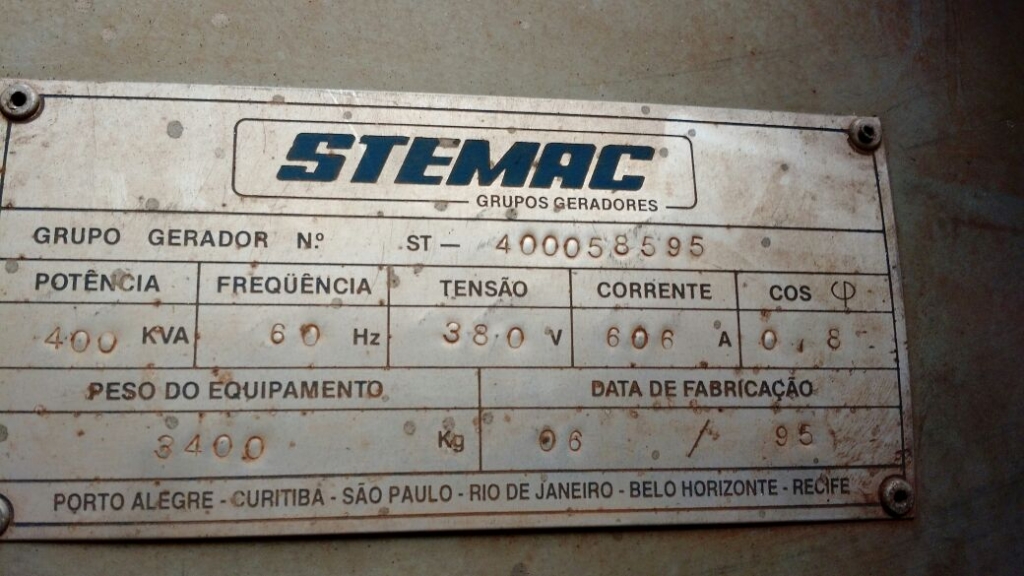 STEMAC
GRUPOS GERADORES
GRUPO GERADOR N.º ST — 400058595
POTÊNCIA FREQÜÊNCIA TENSÃO CORRENTE COS φ
400 KVA 60 Hz 380 V 606 A 0,8
PESO DO EQUIPAMENTO DATA DE FABRICAÇÃO
3400 Kg 06 / 95
PORTO ALEGRE - CURITIBA - SÃO PAULO - RIO DE JANEIRO - BELO HORIZONTE - RECIFE